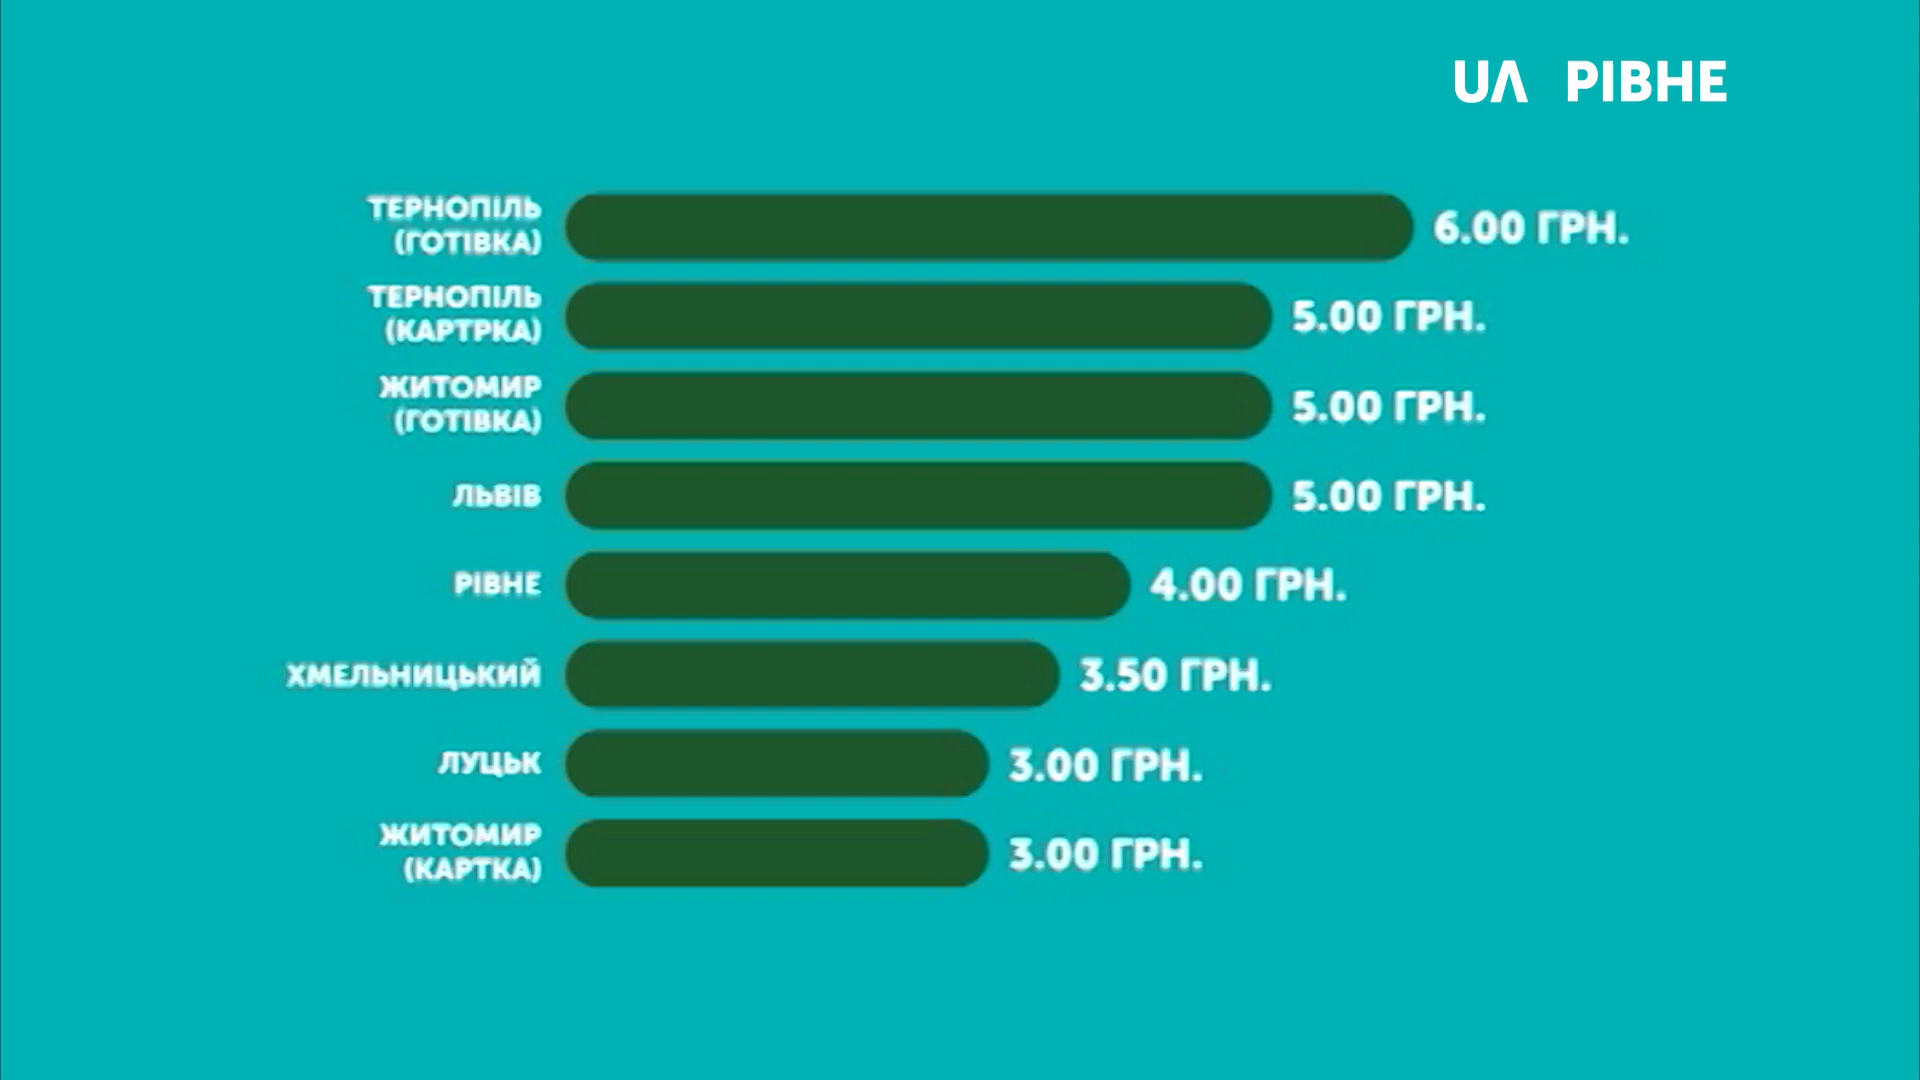 UA РІВНЕ
ТЕРНОПІЛЬ
(ГОТІВКА)
6.00 ГРН.
ТЕРНОПІЛЬ
(КАРТРКА)
5.00 ГРН.
ЖИТОМИР
(ГОТІВКА)
5.00 ГРН.
ЛЬВІВ
5.00 ГРН.
РІВНЕ
4.00 ГРН.
ХМЕЛЬНИЦЬКИЙ
3.50 ГРН.
ЛУЦЬК
3.00 ГРН.
ЖИТОМИР
(КАРТКА)
3.00 ГРН.